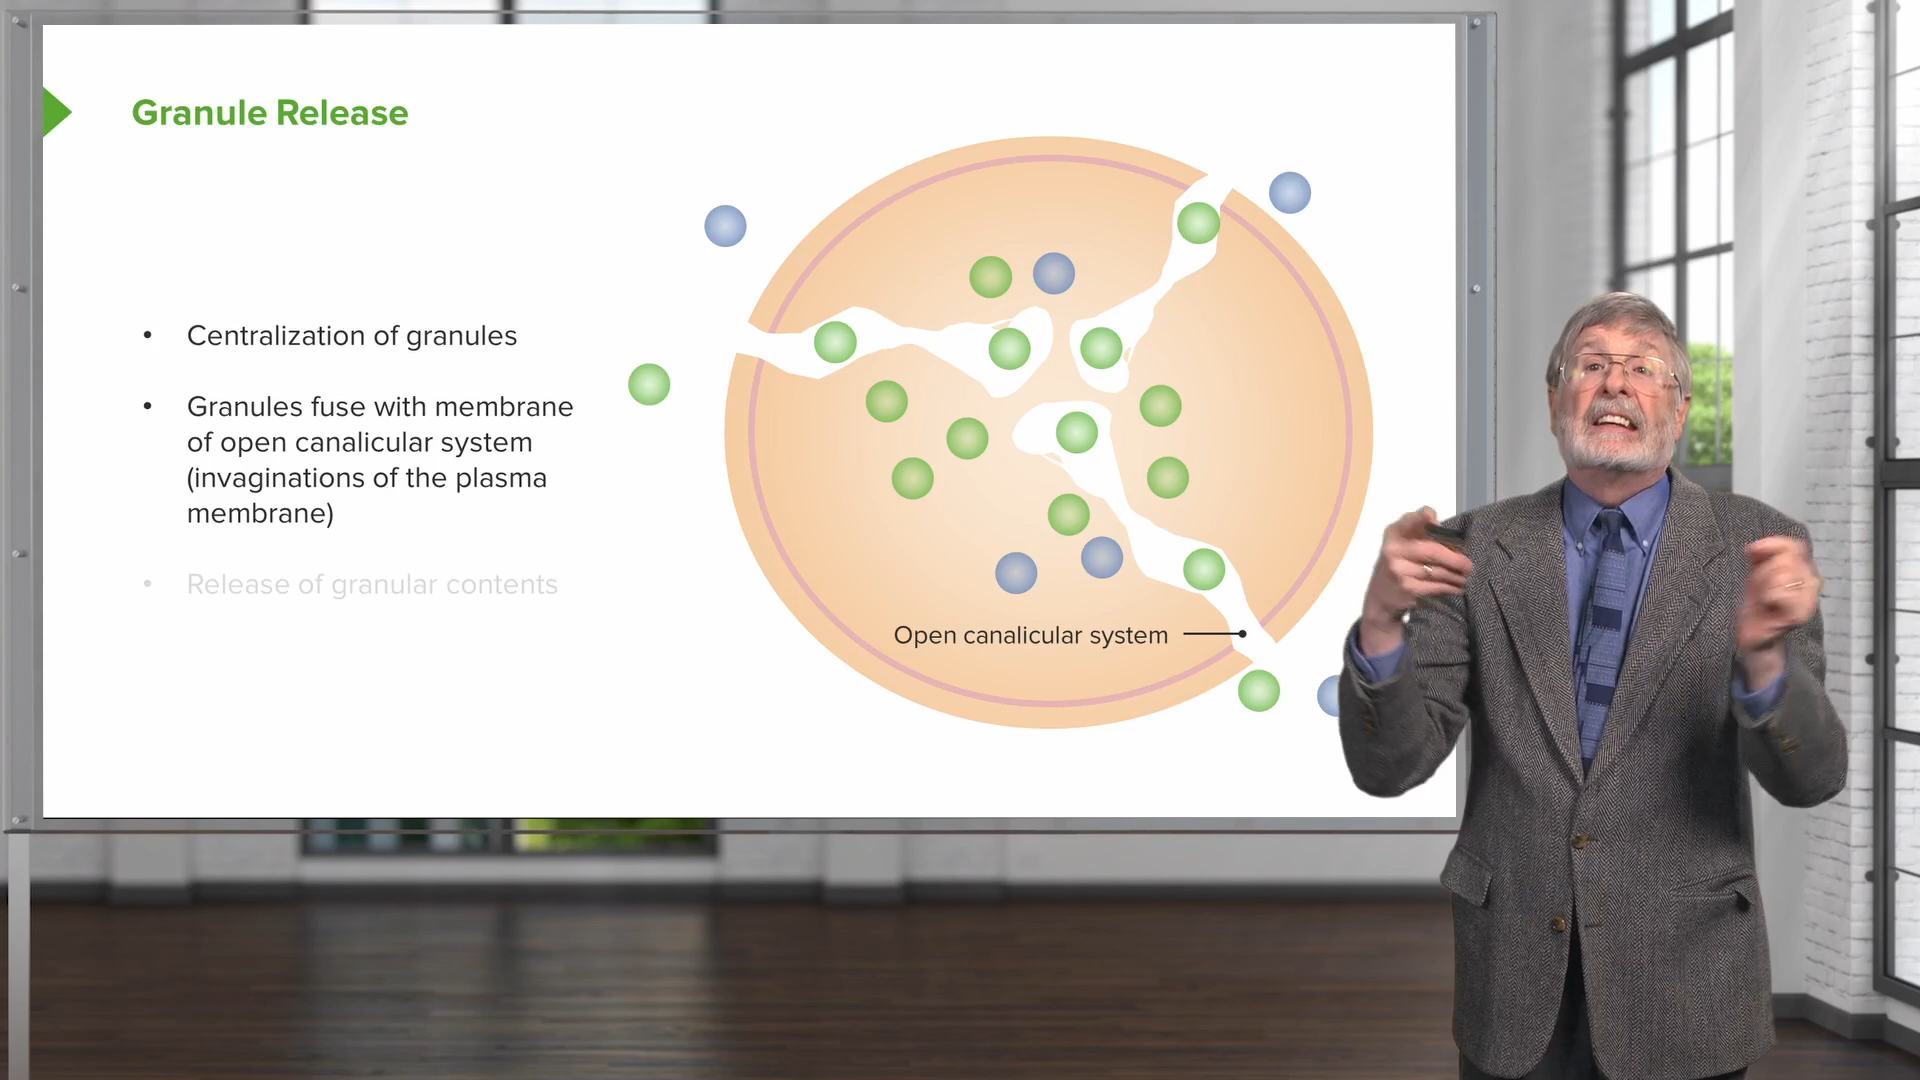 Granule Release
• Centralization of granules
• Granules fuse with membrane
of open canalicular system
(invaginations of the plasma
membrane)
• Release of granular contents
Open canalicular system